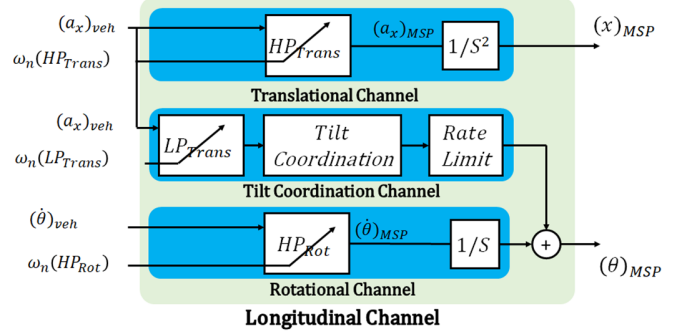 (a_x)_veh
ω_n(HP_Trans)
HP_Trans
(a_x)_MSP
1/S²
(x)_MSP
Translational Channel
(a_x)_veh
ω_n(LP_Trans)
LP_Trans
Tilt
Coordination
Rate
Limit
Tilt Coordination Channel
(θ̇)_veh
ω_n(HP_Rot)
HP_Rot
(θ̇)_MSP
1/S
+
(θ)_MSP
Rotational Channel
Longitudinal Channel